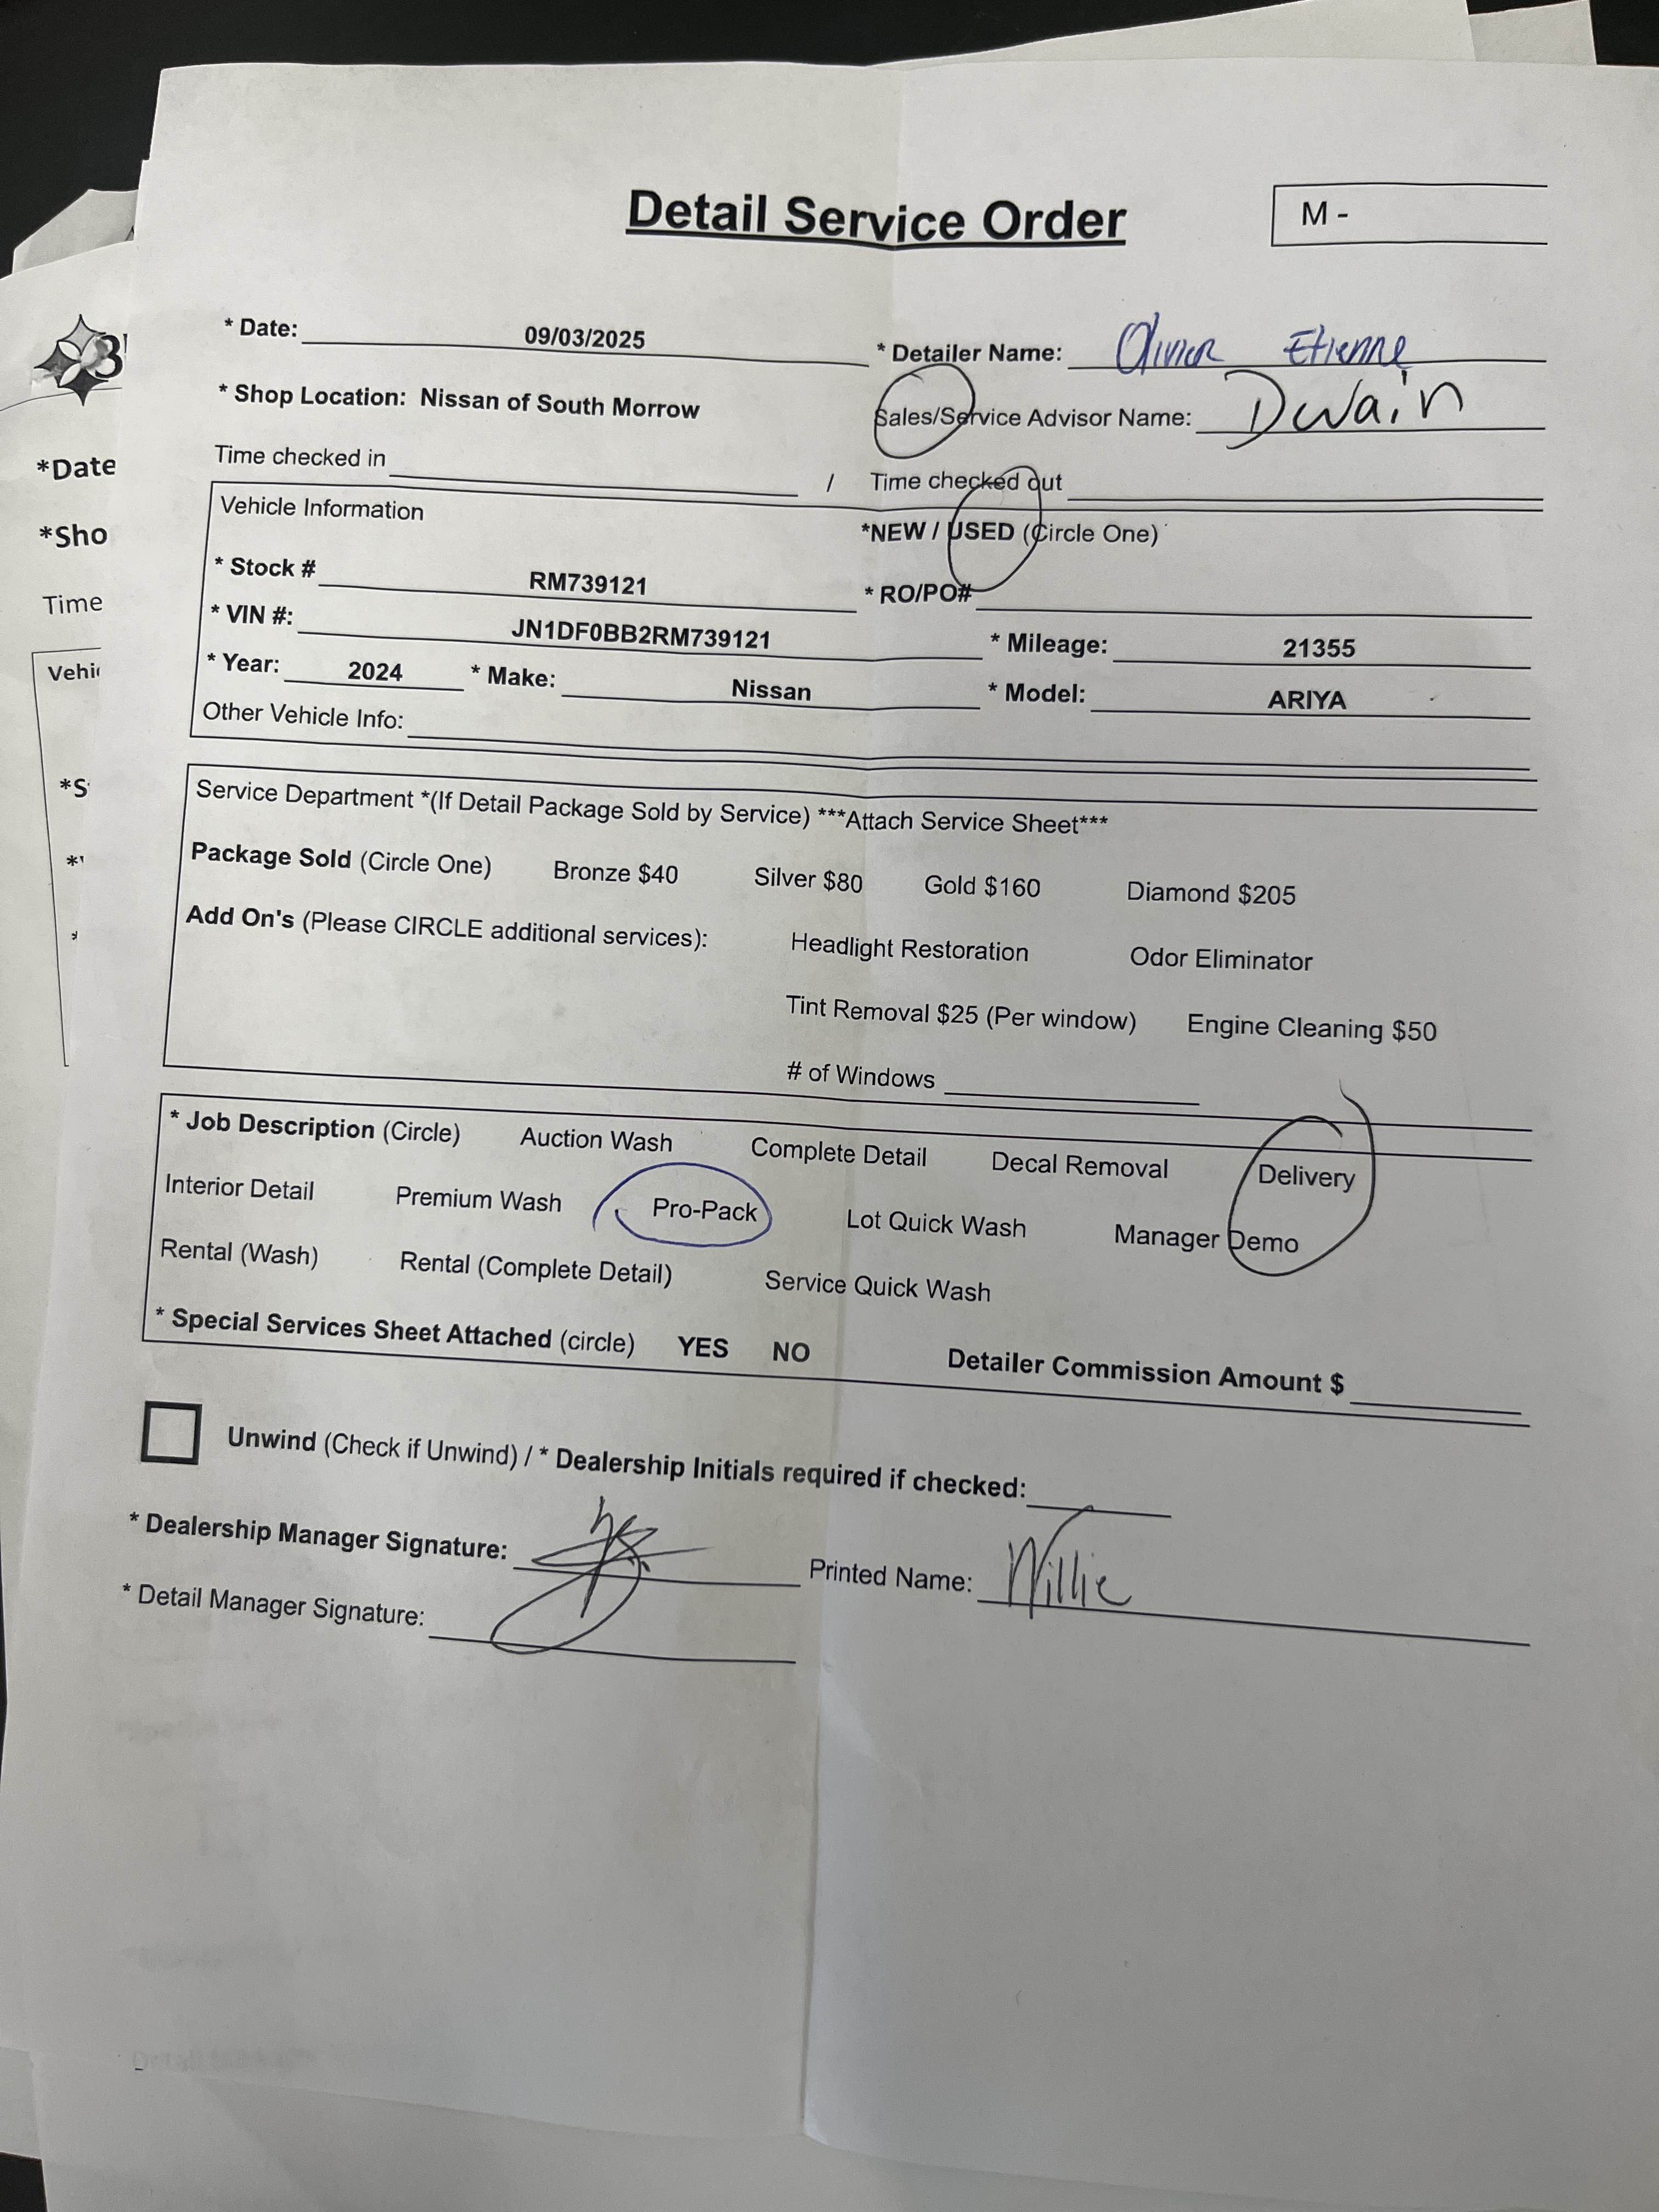 Detail Service Order
M -
* Date: 09/03/2025
* Detailer Name: Olivier Etienne
* Shop Location: Nissan of South Morrow
Sales/Service Advisor Name: Dwain
Time checked in / Time checked out
Vehicle Information
*NEW / USED (Circle One)
* Stock # RM739121
* RO/PO#
* VIN #: JN1DF0BB2RM739121
* Mileage: 21355
* Year: 2024 * Make: Nissan * Model: ARIYA
Other Vehicle Info:
Service Department *(If Detail Package Sold by Service) ***Attach Service Sheet***
Package Sold (Circle One) Bronze $40 Silver $80 Gold $160 Diamond $205
Add On's (Please CIRCLE additional services): Headlight Restoration Odor Eliminator
Tint Removal $25 (Per window) Engine Cleaning $50
# of Windows
* Job Description (Circle) Auction Wash Complete Detail Decal Removal Delivery
Interior Detail Premium Wash Pro-Pack Lot Quick Wash Manager Demo
Rental (Wash) Rental (Complete Detail) Service Quick Wash
* Special Services Sheet Attached (circle) YES NO Detailer Commission Amount $
Unwind (Check if Unwind) / * Dealership Initials required if checked:
* Dealership Manager Signature:
Printed Name: Willie
* Detail Manager Signature:
3
*Date
*Sho
Time
Vehic
*S